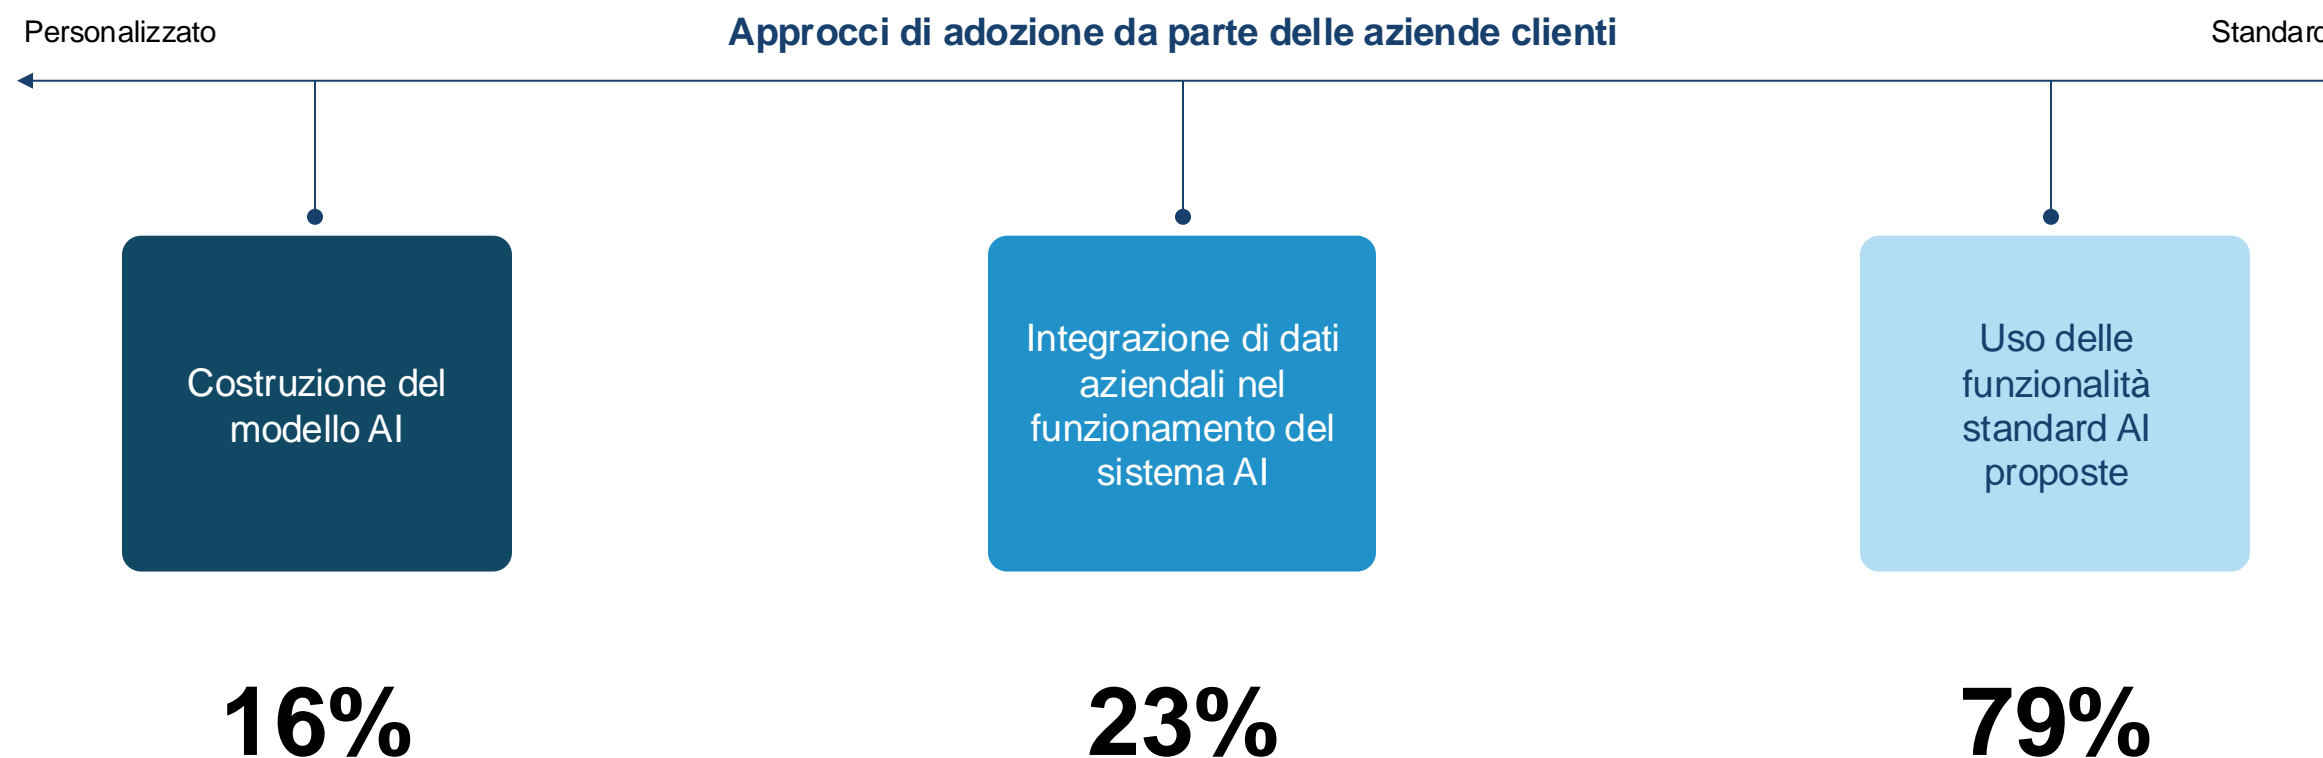 Personalizzato
Approcci di adozione da parte delle aziende clienti
Standard
Costruzione del
modello AI
Integrazione di dati
aziendali nel
funzionamento del
sistema AI
Uso delle
funzionalità
standard AI
proposte
16%
23%
79%